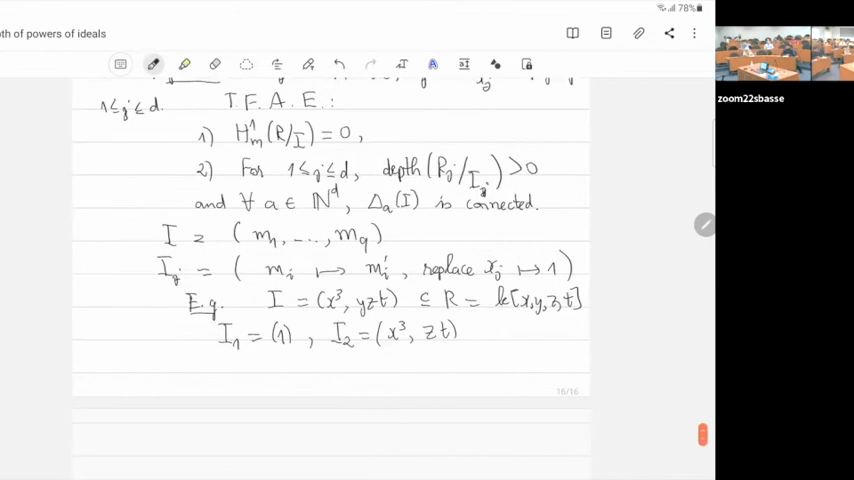 78%
pth of powers of ideals
zoom22sbasse
1≤j≤d.
T.F.A.E.:
1) H¹_m(R/I) = 0,
2) For 1≤j≤d, depth(R_j/I_j) > 0
and ∀ a ∈ ℕ^d, Δ_a(I) is connected.
I = (m_1, ..., m_q)
I_j = (m_i ↦ m_i', replace x_j ↦ 1)
E.g. I = (x³, yzt) ⊆ R = k[x,y,z,t]
I_1 = (1), I_2 = (x³, zt)
16/16